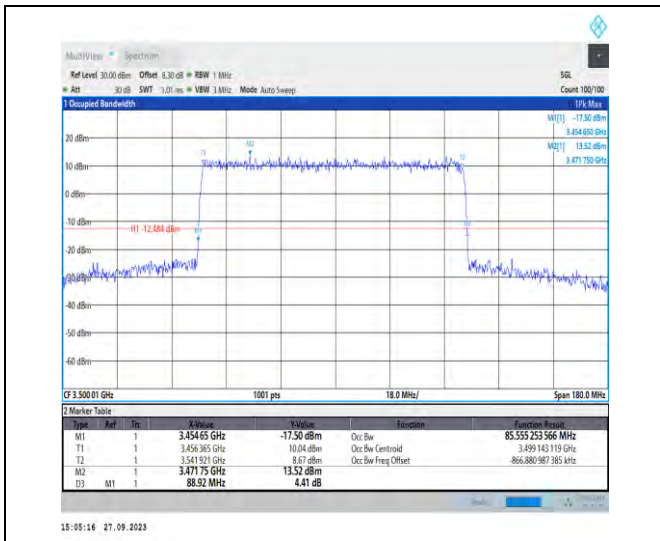 MultiView Spectrum
Ref Level 30.00 dBm Offset 8.30 dB RBW 1 MHz SGL
Att 30 dB SWT 1.01 ms VBW 3 MHz Mode Auto Sweep Count 100/100
1 Occupied Bandwidth 1Pk Max
M1[1] -17.50 dBm
3.454 650 GHz
M2[1] 13.52 dBm
3.471 750 GHz
20 dBm
M2
T1 T2
10 dBm
0 dBm
-10 dBm
H1 -12.484 dBm
M1
-20 dBm
-30 dBm
-40 dBm
-50 dBm
-60 dBm
CF 3.500 01 GHz 1001 pts 18.0 MHz/ Span 180.0 MHz
2 Marker Table
Type Ref Trc X-Value Y-Value Function Function Result
M1 1 3.454 65 GHz -17.50 dBm Occ Bw 85.555 253 566 MHz
T1 1 3.456 365 GHz 10.04 dBm Occ Bw Centroid 3.499 143 119 GHz
T2 1 3.541 921 GHz 8.67 dBm Occ Bw Freq Offset -866.880 987 385 kHz
M2 1 3.471 75 GHz 13.52 dBm
D3 M1 1 88.92 MHz 4.41 dB
15:05:16 27.09.2023